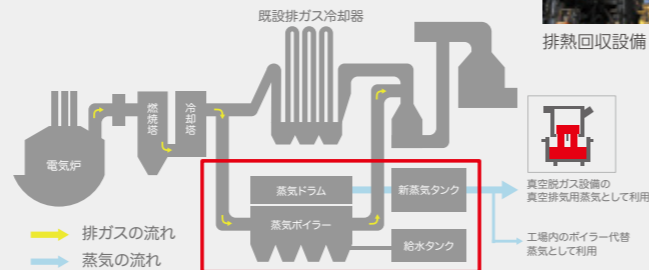 既設排ガス冷却器
排熱回収設備
燃焼塔
冷却塔
電気炉
蒸気ドラム
新蒸気タンク
蒸気ボイラー
給水タンク
真空脱ガス設備の
真空排気用蒸気として利用
工場内のボイラー代替
蒸気として利用
排ガスの流れ
蒸気の流れ